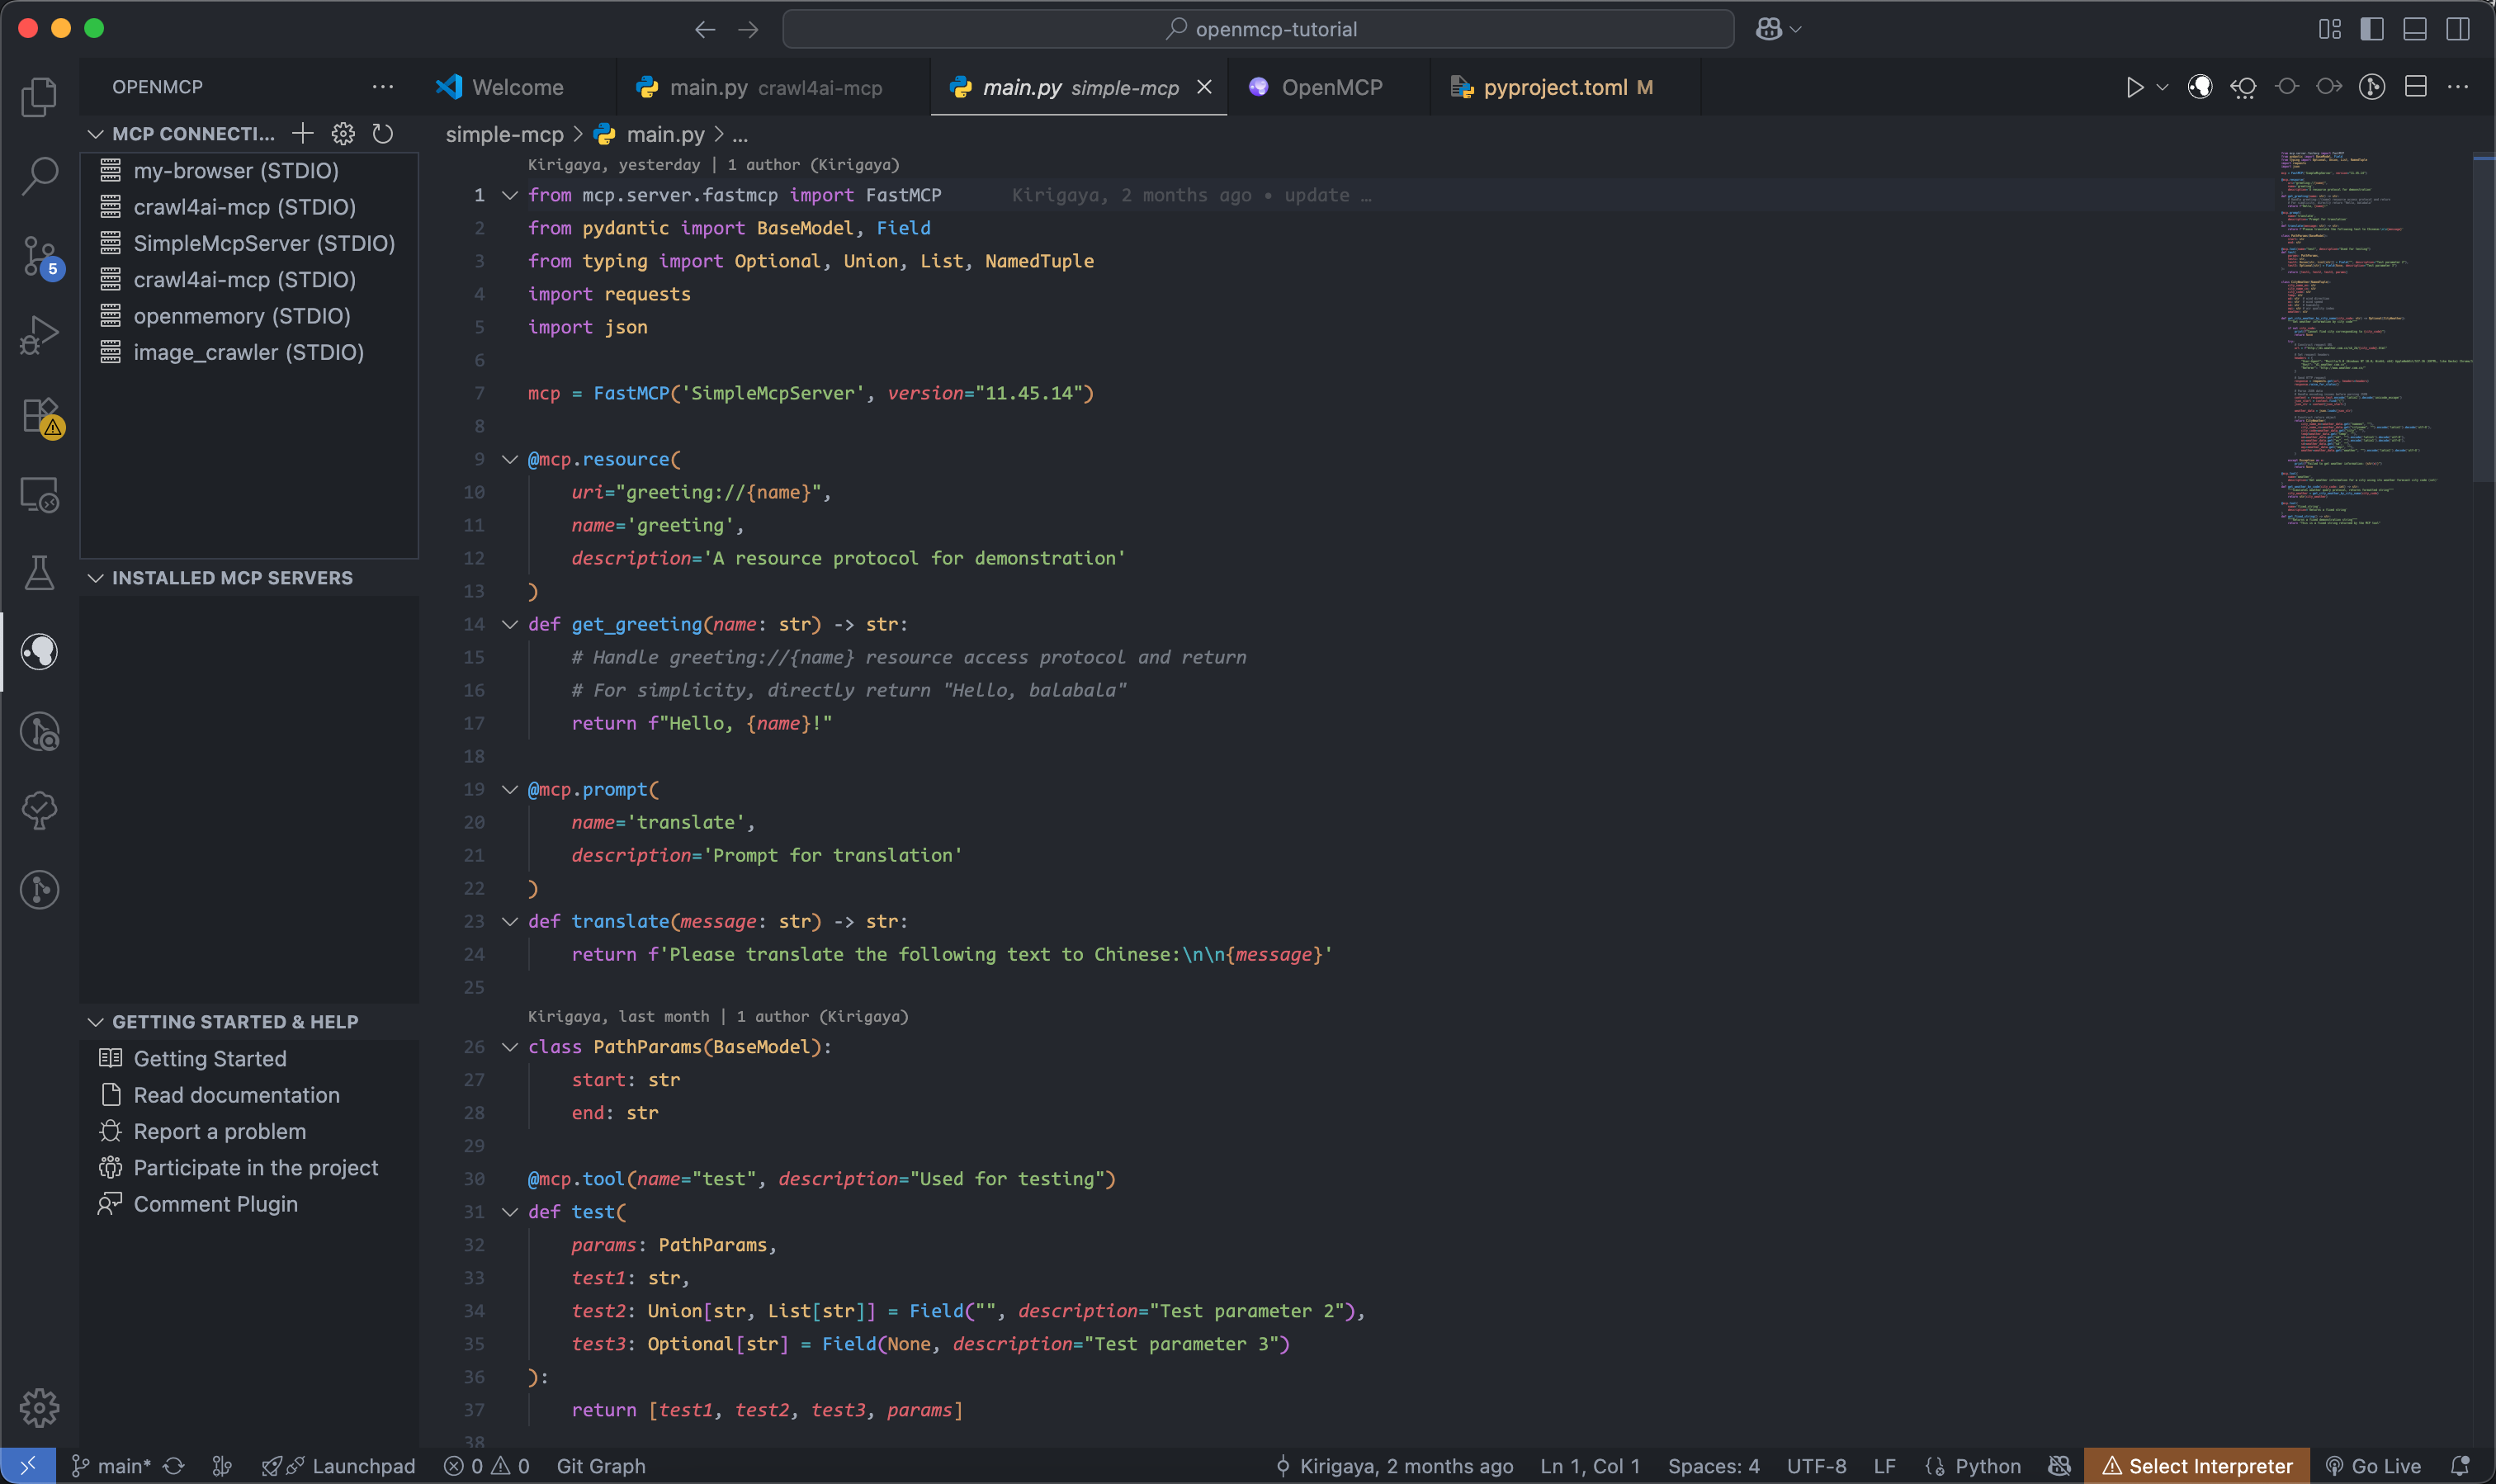 openmcp-tutorial
OPENMCP
Welcome
main.py crawl4ai-mcp
main.py simple-mcp
OpenMCP
pyproject.toml M
MCP CONNECTI...
my-browser (STDIO)
crawl4ai-mcp (STDIO)
SimpleMcpServer (STDIO)
crawl4ai-mcp (STDIO)
openmemory (STDIO)
image_crawler (STDIO)
5
INSTALLED MCP SERVERS
GETTING STARTED & HELP
Getting Started
Read documentation
Report a problem
Participate in the project
Comment Plugin
simple-mcp > main.py > ...
Kirigaya, yesterday | 1 author (Kirigaya)
1 from mcp.server.fastmcp import FastMCP Kirigaya, 2 months ago • update …
2 from pydantic import BaseModel, Field
3 from typing import Optional, Union, List, NamedTuple
4 import requests
5 import json
6
7 mcp = FastMCP('SimpleMcpServer', version="11.45.14")
8
9 @mcp.resource(
10 uri="greeting://{name}",
11 name='greeting',
12 description='A resource protocol for demonstration'
13 )
14 def get_greeting(name: str) -> str:
15 # Handle greeting://{name} resource access protocol and return
16 # For simplicity, directly return "Hello, balabala"
17 return f"Hello, {name}!"
18
19 @mcp.prompt(
20 name='translate',
21 description='Prompt for translation'
22 )
23 def translate(message: str) -> str:
24 return f'Please translate the following text to Chinese:\n\n{message}'
25
Kirigaya, last month | 1 author (Kirigaya)
26 class PathParams(BaseModel):
27 start: str
28 end: str
29
30 @mcp.tool(name="test", description="Used for testing")
31 def test(
32 params: PathParams,
33 test1: str,
34 test2: Union[str, List[str]] = Field("", description="Test parameter 2"),
35 test3: Optional[str] = Field(None, description="Test parameter 3")
36 ):
37 return [test1, test2, test3, params]
38
main* Launchpad 0 0 Git Graph Kirigaya, 2 months ago Ln 1, Col 1 Spaces: 4 UTF-8 LF Python Select Interpreter Go Live